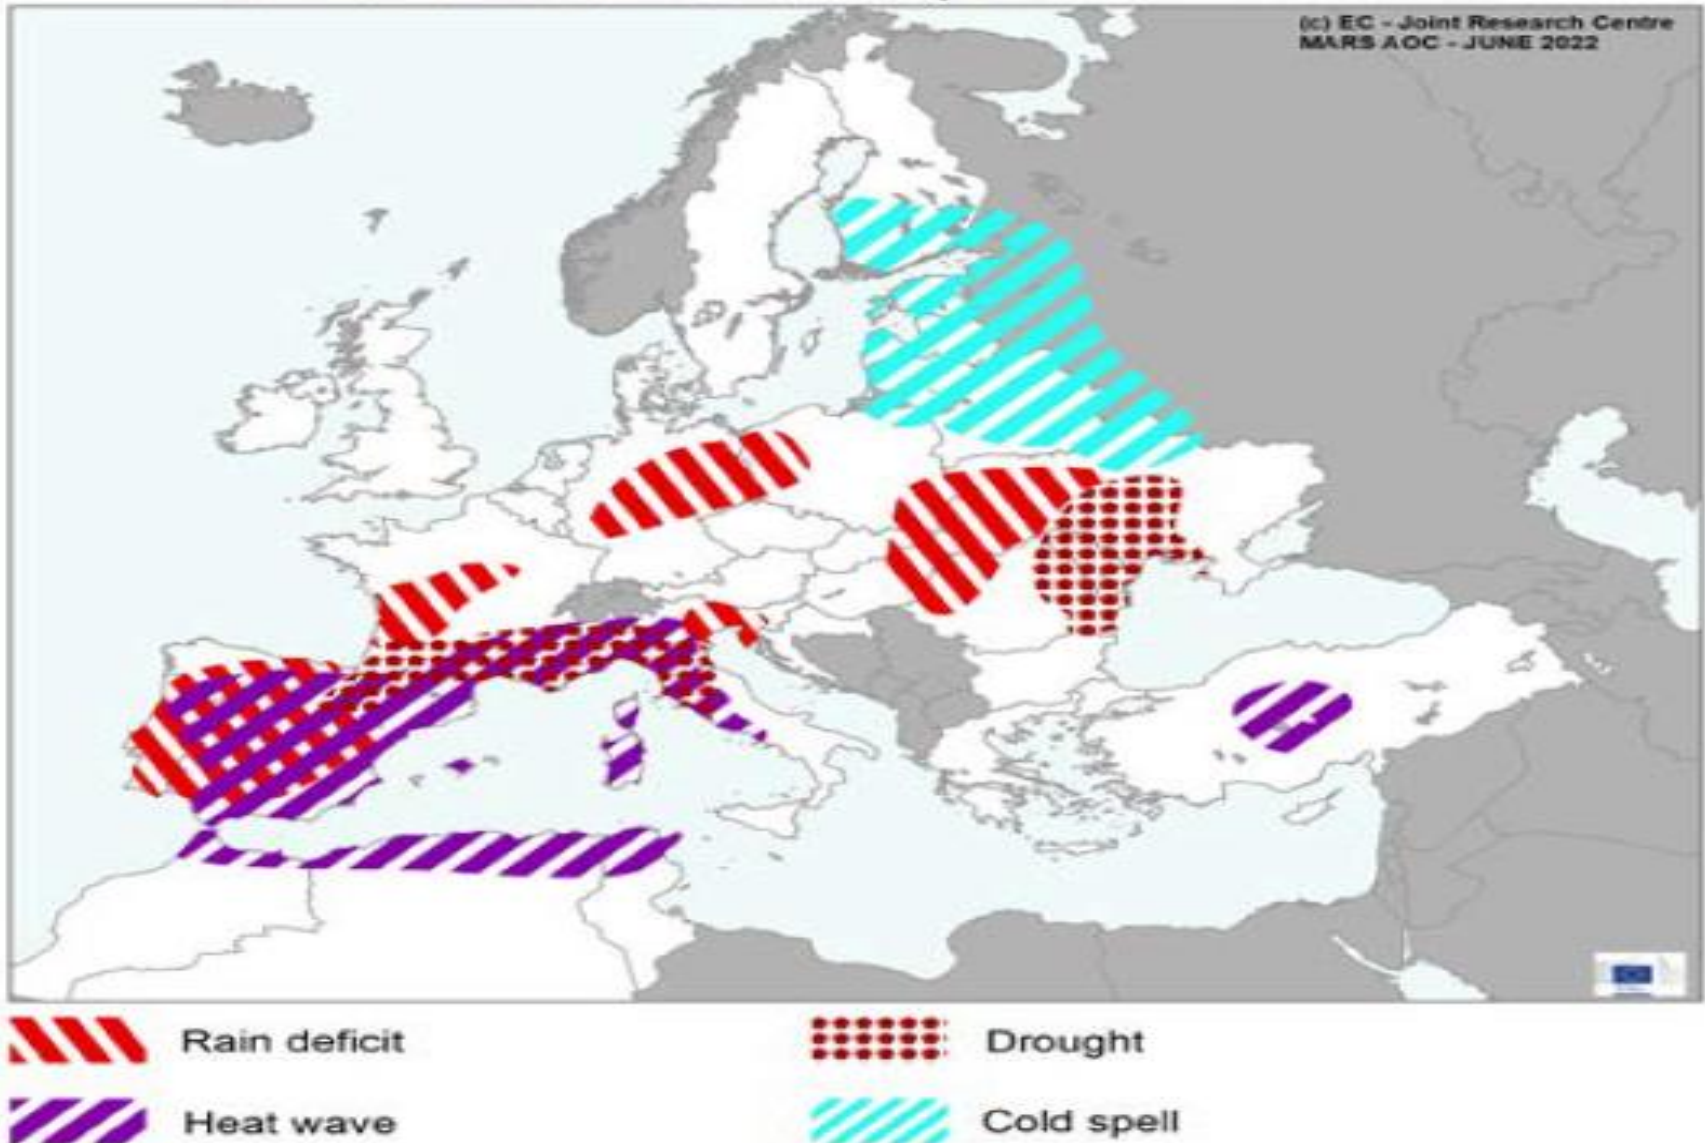 (c) EC - Joint Research Centre
MARS AOC - JUNE 2022
Rain deficit
Drought
Heat wave
Cold spell